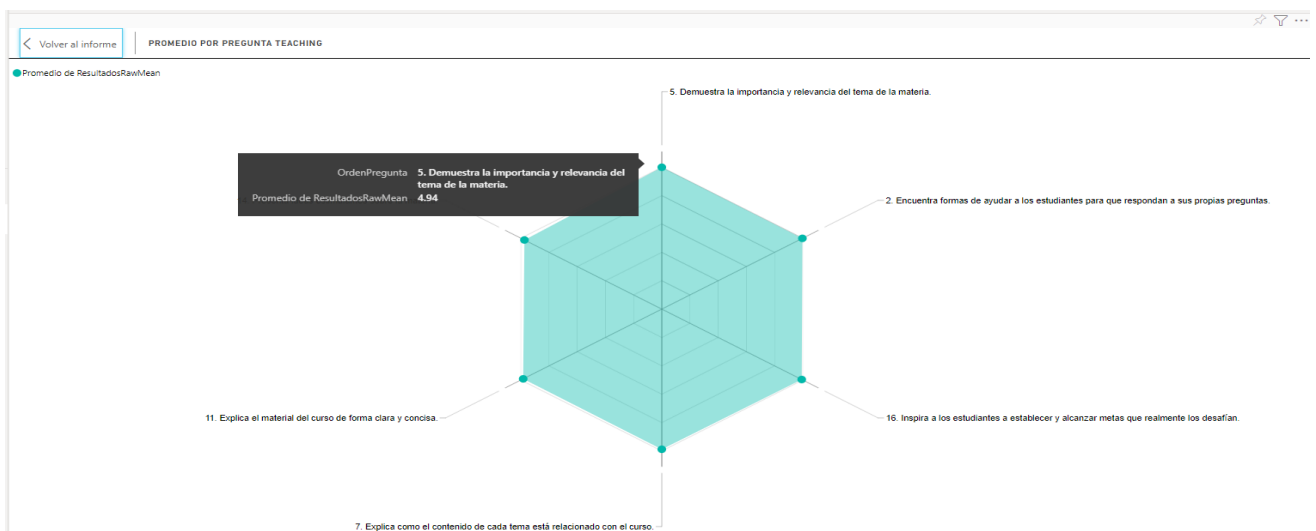 Volver al informe
PROMEDIO POR PREGUNTA TEACHING
Promedio de ResultadosRawMean
5. Demuestra la importancia y relevancia del tema de la materia.
OrdenPregunta 5. Demuestra la importancia y relevancia del
tema de la materia.
Promedio de ResultadosRawMean 4.94
2. Encuentra formas de ayudar a los estudiantes para que respondan a sus propias preguntas.
11. Explica el material del curso de forma clara y concisa.
16. Inspira a los estudiantes a establecer y alcanzar metas que realmente los desafían.
7. Explica como el contenido de cada tema está relacionado con el curso.